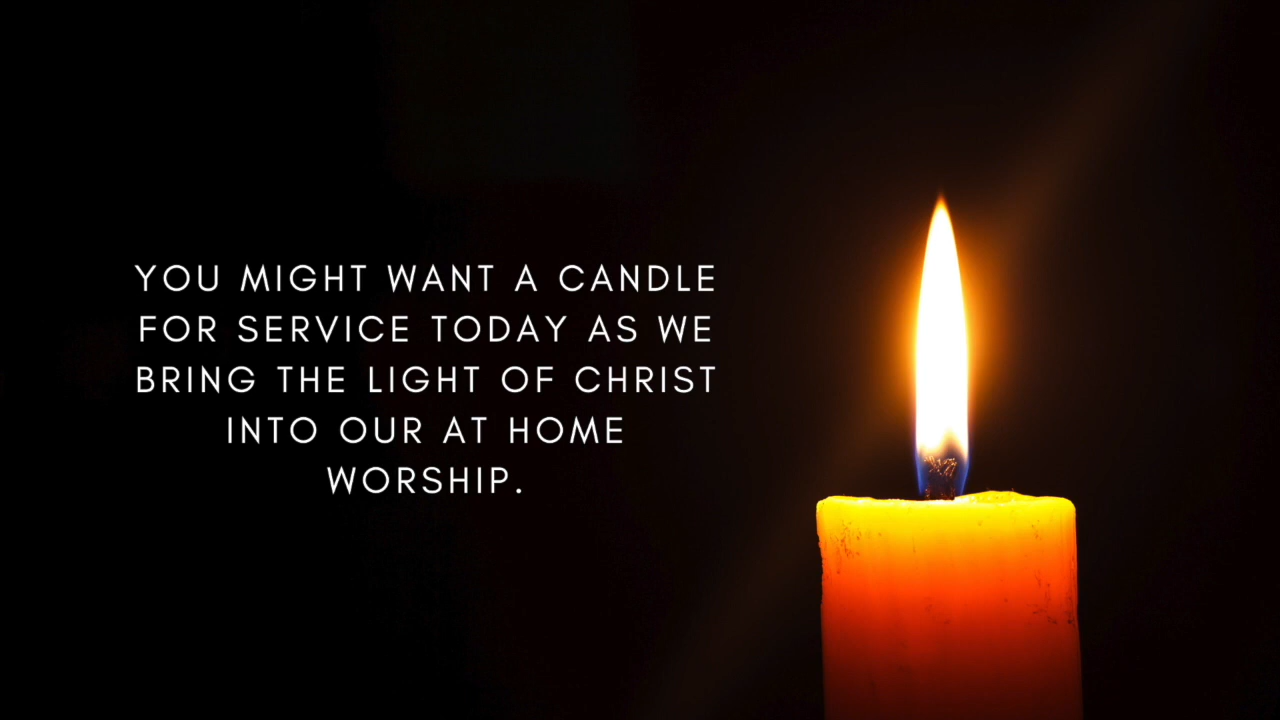 YOU MIGHT WANT A CANDLE
FOR SERVICE TODAY AS WE
BRING THE LIGHT OF CHRIST
INTO OUR AT HOME
WORSHIP.